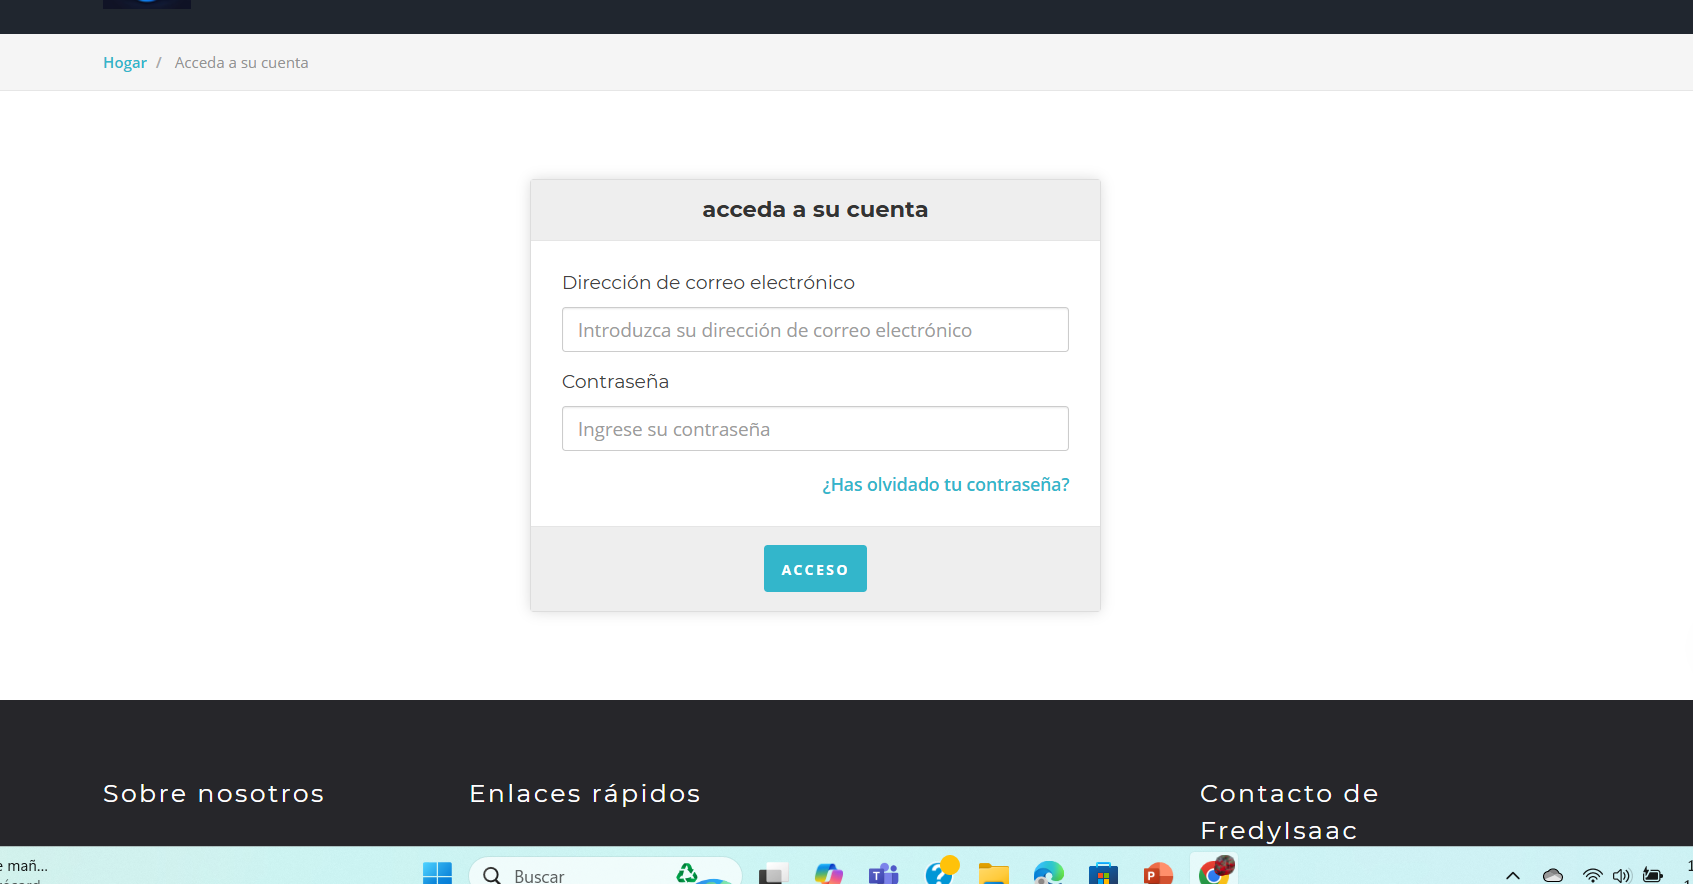 Hogar / Acceda a su cuenta
acceda a su cuenta
Dirección de correo electrónico
Introduzca su dirección de correo electrónico
Contraseña
Ingrese su contraseña
¿Has olvidado tu contraseña?
ACCESO
Sobre nosotros
Enlaces rápidos
Contacto de
FredyIsaac
e mañ...
Buscar